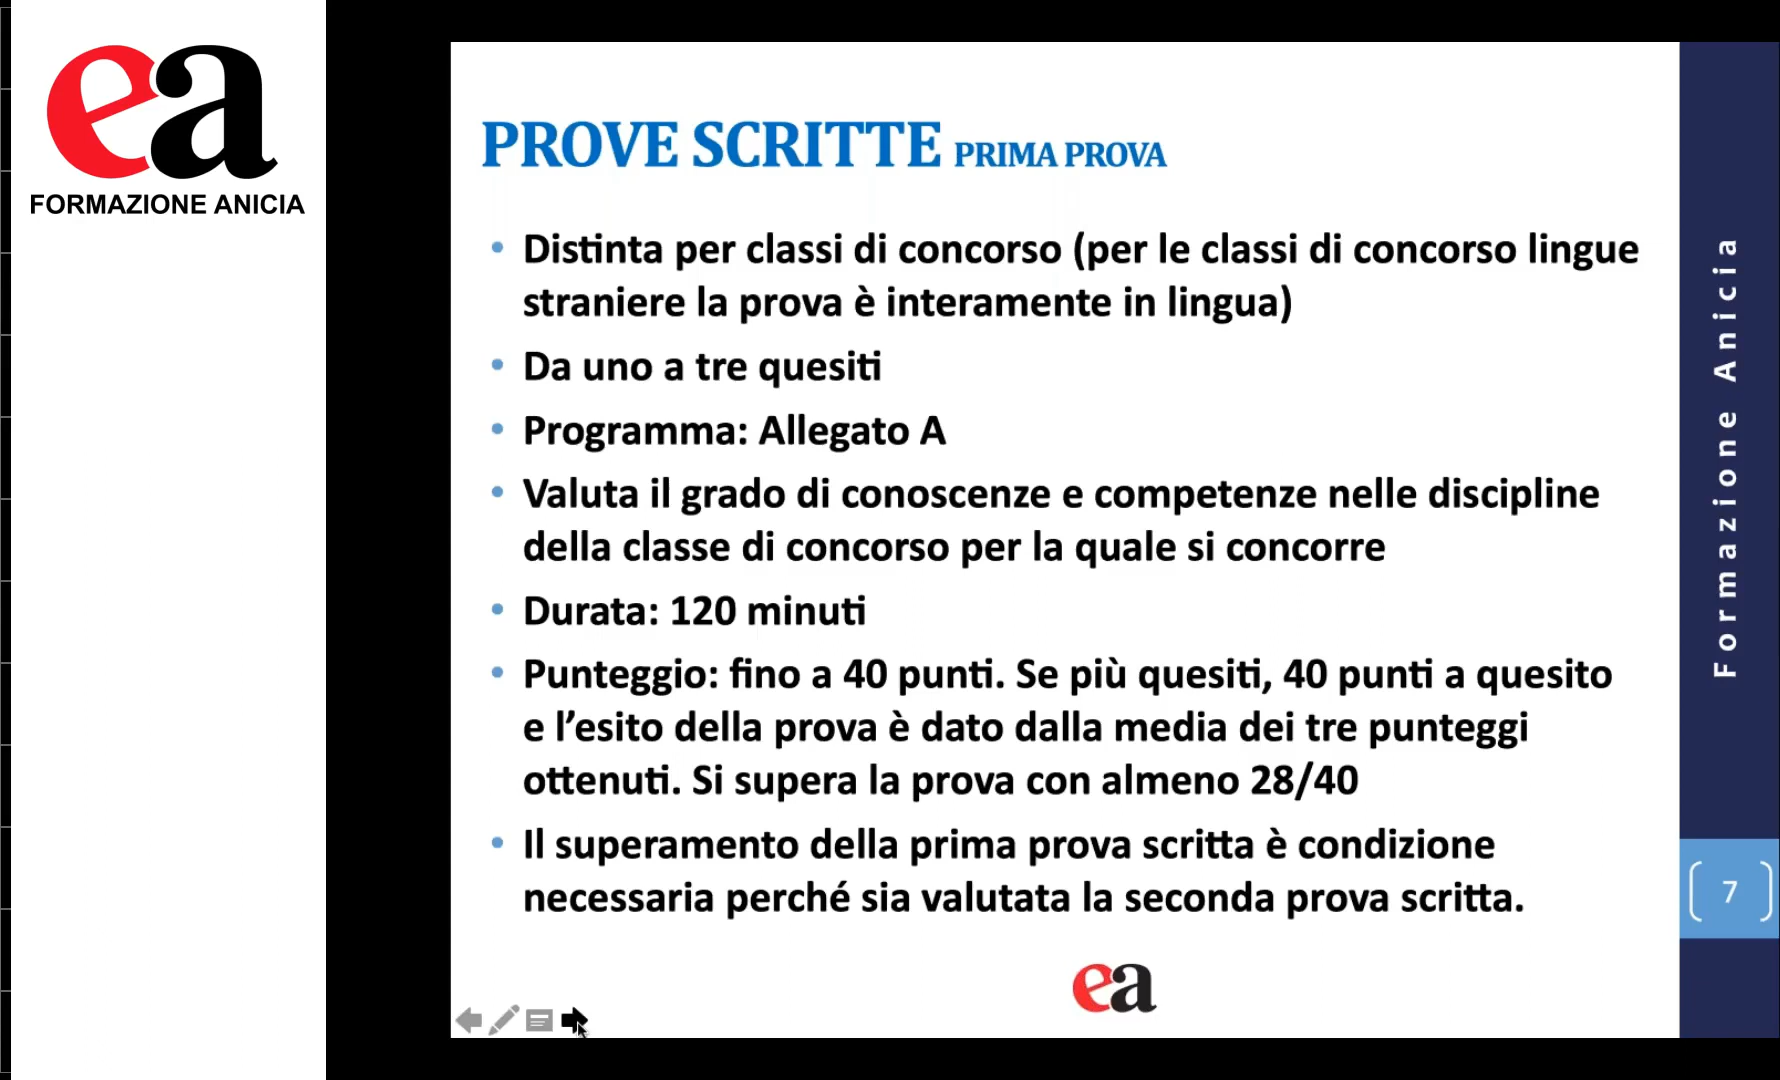 ea
FORMAZIONE ANICIA
PROVE SCRITTE PRIMA PROVA
• Distinta per classi di concorso (per le classi di concorso lingue
straniere la prova è interamente in lingua)
• Da uno a tre quesiti
• Programma: Allegato A
• Valuta il grado di conoscenze e competenze nelle discipline
della classe di concorso per la quale si concorre
• Durata: 120 minuti
• Punteggio: fino a 40 punti. Se più quesiti, 40 punti a quesito
e l’esito della prova è dato dalla media dei tre punteggi
ottenuti. Si supera la prova con almeno 28/40
• Il superamento della prima prova scritta è condizione
necessaria perché sia valutata la seconda prova scritta.
ea
Formazione Anicia
7